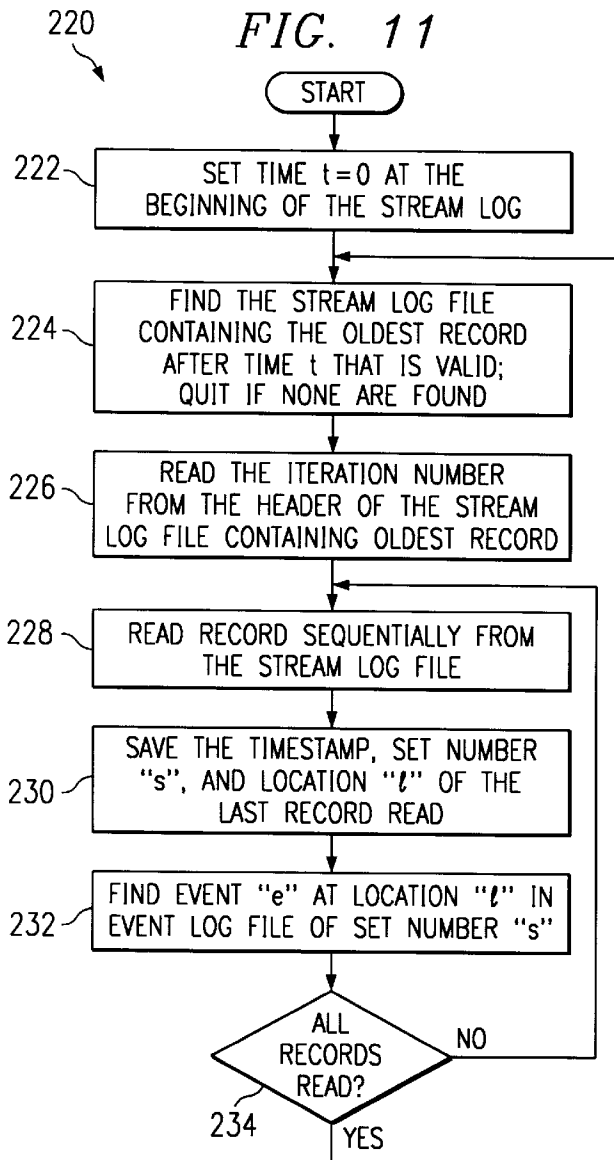 220
FIG. 11
START
222
SET TIME t=0 AT THE
BEGINNING OF THE STREAM LOG
224
FIND THE STREAM LOG FILE
CONTAINING THE OLDEST RECORD
AFTER TIME t THAT IS VALID;
QUIT IF NONE ARE FOUND
226
READ THE ITERATION NUMBER
FROM THE HEADER OF THE STREAM
LOG FILE CONTAINING OLDEST RECORD
228
READ RECORD SEQUENTIALLY FROM
THE STREAM LOG FILE
230
SAVE THE TIMESTAMP, SET NUMBER
“s”, AND LOCATION “ℓ” OF THE
LAST RECORD READ
232
FIND EVENT “e” AT LOCATION “ℓ” IN
EVENT LOG FILE OF SET NUMBER “s”
ALL
RECORDS
READ?
NO
234
YES